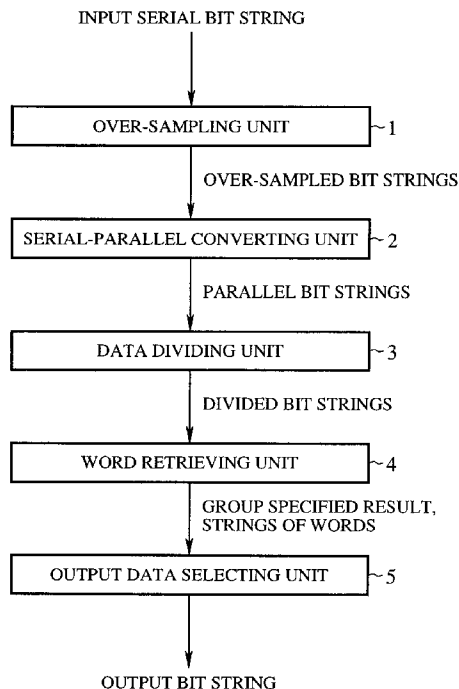 INPUT SERIAL BIT STRING
OVER-SAMPLING UNIT ~1
OVER-SAMPLED BIT STRINGS
SERIAL-PARALLEL CONVERTING UNIT ~2
PARALLEL BIT STRINGS
DATA DIVIDING UNIT ~3
DIVIDED BIT STRINGS
WORD RETRIEVING UNIT ~4
GROUP SPECIFIED RESULT,
STRINGS OF WORDS
OUTPUT DATA SELECTING UNIT ~5
OUTPUT BIT STRING